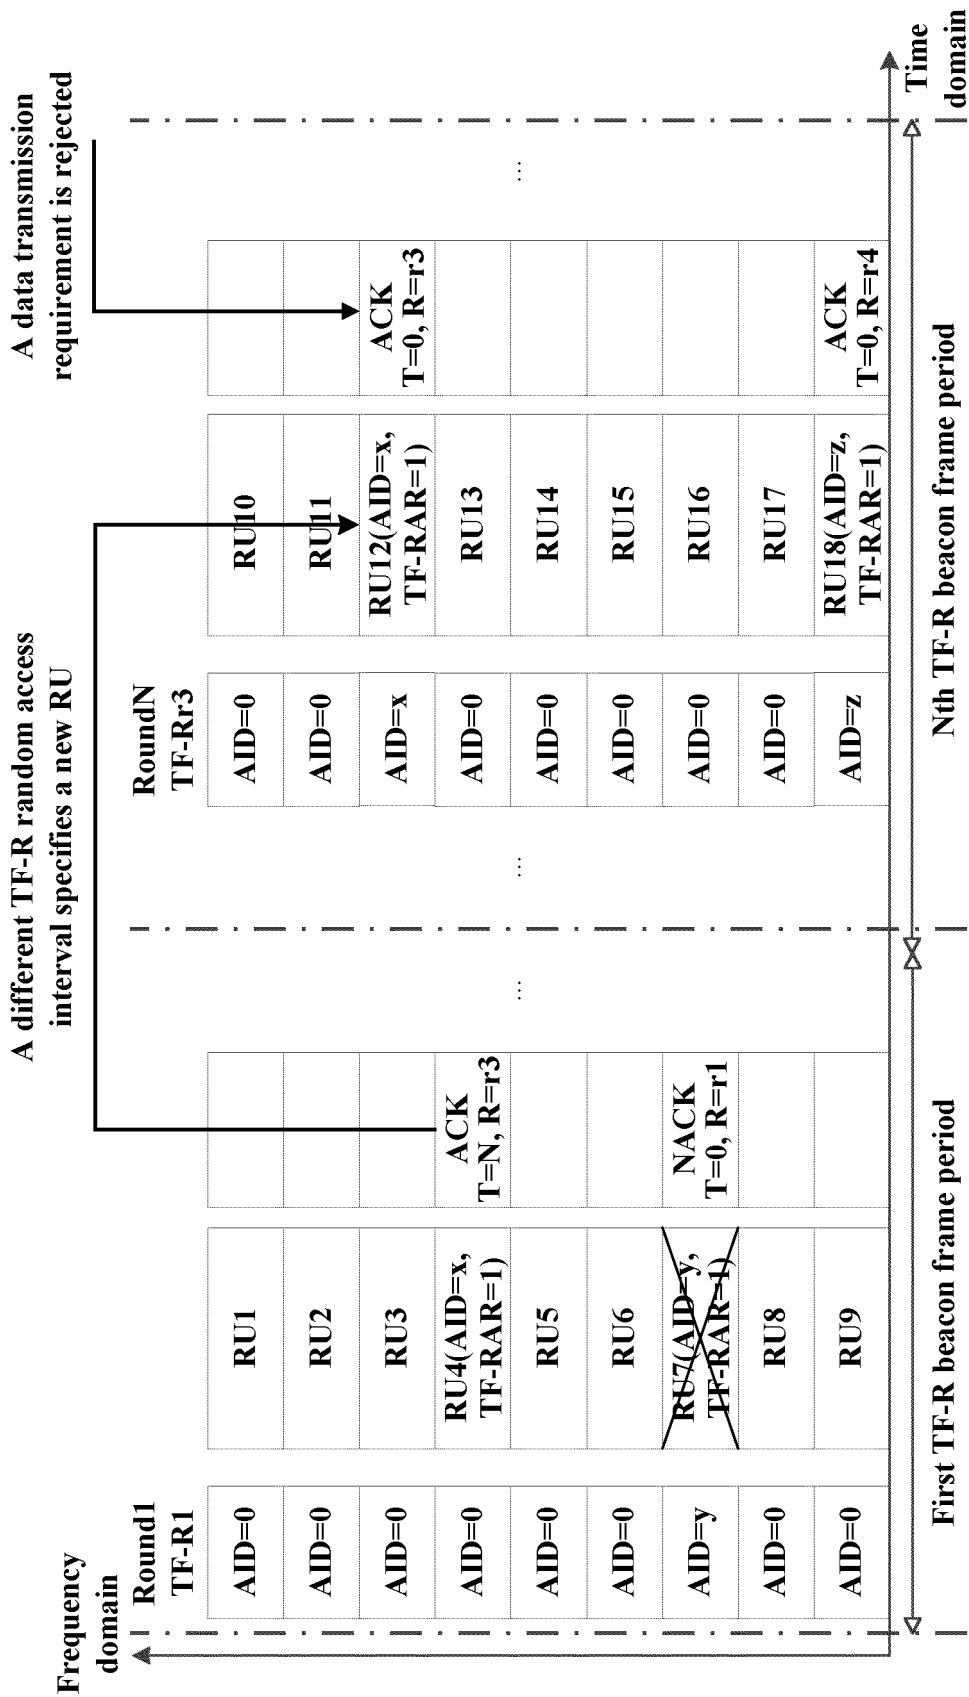 A different TF-R random access
interval specifies a new RU
A data transmission
requirement is rejected
Frequency
domain
Round1
TF-R1
AID=0
AID=0
AID=0
AID=0
AID=0
AID=0
AID=y
AID=0
AID=0
RU1
RU2
RU3
RU4(AID=x,
TF-RAR=1)
RU5
RU6
RU7(AID=y,
TF-RAR=1)
RU8
RU9
ACK
T=N, R=r3
NACK
T=0, R=r1
...
...
RoundN
TF-Rr3
AID=0
AID=0
AID=x
AID=0
AID=0
AID=0
AID=0
AID=0
AID=z
RU10
RU11
RU12(AID=x,
TF-RAR=1)
RU13
RU14
RU15
RU16
RU17
RU18(AID=z,
TF-RAR=1)
ACK
T=0, R=r3
ACK
T=0, R=r4
...
Time
domain
First TF-R beacon frame period
Nth TF-R beacon frame period